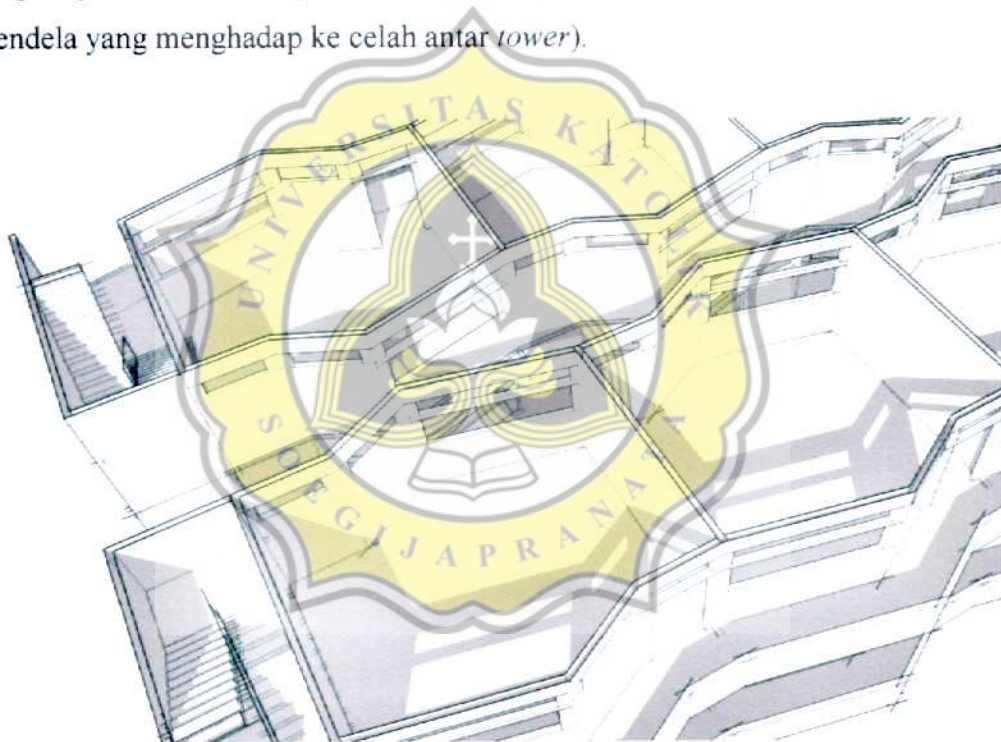 endela yang menghadap ke celah antar tower).
UNIVERSITAS KATOLIK
SOEGIJAPRANATA